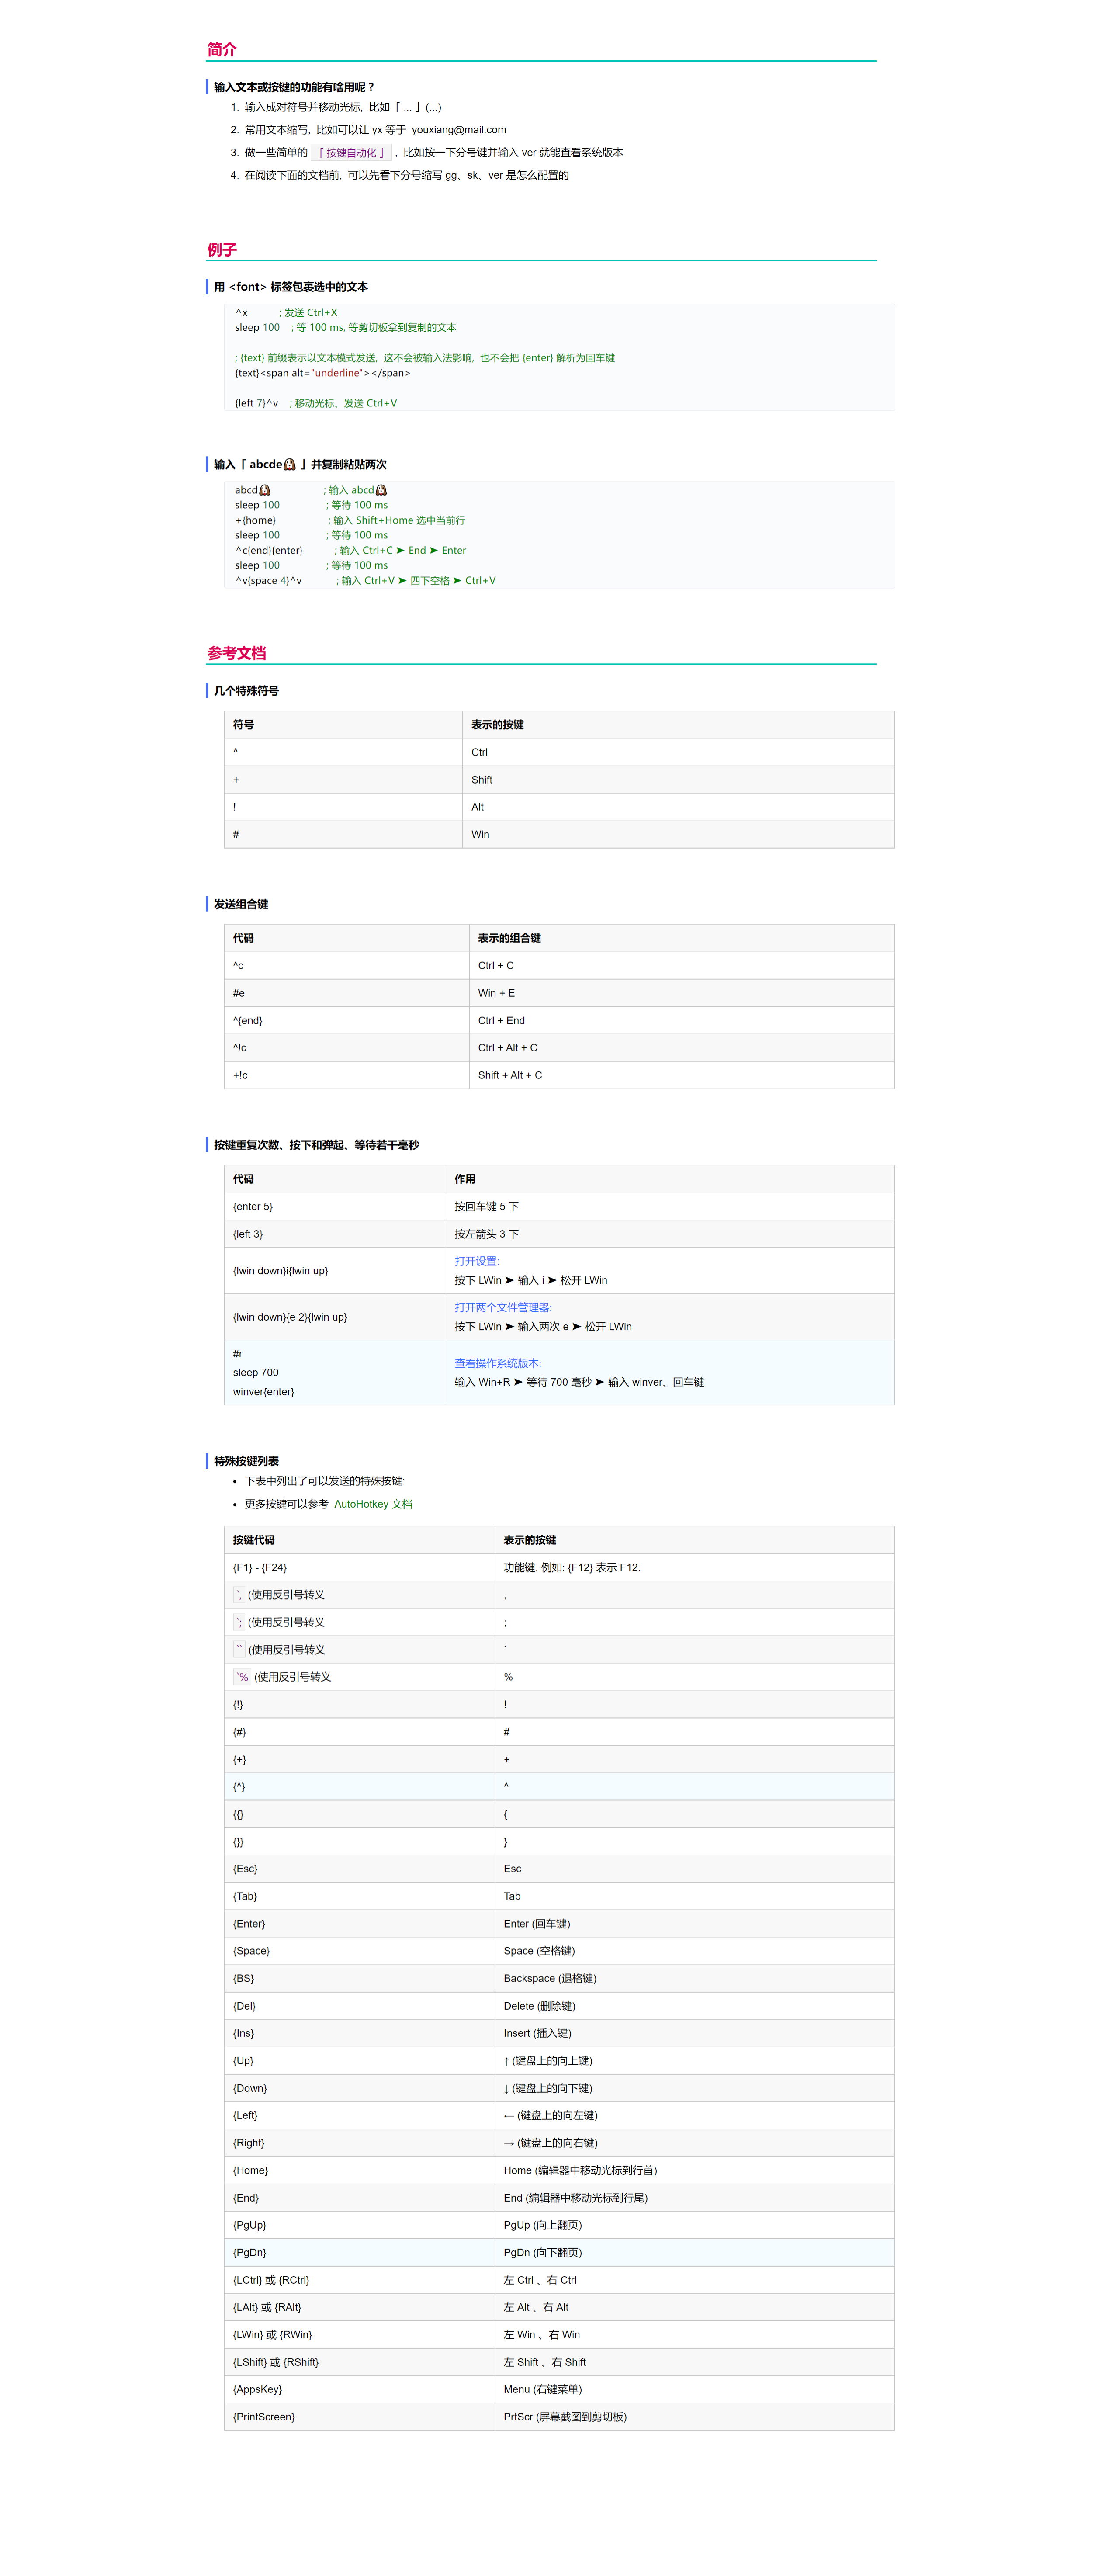 简介
输入文本或按键的功能有啥用呢？
1. 输入成对符号并移动光标，比如「 ... 」(...)
2. 常用文本缩写，比如可以让 yx 等于 youxiang@mail.com
3. 做一些简单的 「 按键自动化 」 ，比如按一下分号键并输入 ver 就能查看系统版本
4. 在阅读下面的文档前，可以先看下分号缩写 gg、sk、ver 是怎么配置的
例子
用 <font> 标签包裹选中的文本
^x ; 发送 Ctrl+X
sleep 100 ; 等 100 ms, 等剪切板拿到复制的文本
; {text} 前缀表示以文本模式发送，这不会被输入法影响，也不会把 {enter} 解析为回车键
{text}<span alt="underline"></span>
{left 7}^v ; 移动光标、发送 Ctrl+V
输入「 abcde 」并复制粘贴两次
abcd ; 输入 abcd
sleep 100 ; 等待 100 ms
+{home} ; 输入 Shift+Home 选中当前行
sleep 100 ; 等待 100 ms
^c{end}{enter} ; 输入 Ctrl+C ➤ End ➤ Enter
sleep 100 ; 等待 100 ms
^v{space 4}^v ; 输入 Ctrl+V ➤ 四下空格 ➤ Ctrl+V
参考文档
几个特殊符号
符号 表示的按键
^ Ctrl
+ Shift
! Alt
# Win
发送组合键
代码 表示的组合键
^c Ctrl + C
#e Win + E
^{end} Ctrl + End
^!c Ctrl + Alt + C
+!c Shift + Alt + C
按键重复次数、按下和弹起、等待若干毫秒
代码 作用
{enter 5} 按回车键 5 下
{left 3} 按左箭头 3 下
{lwin down}i{lwin up} 打开设置:
按下 LWin ➤ 输入 i ➤ 松开 LWin
{lwin down}{e 2}{lwin up} 打开两个文件管理器:
按下 LWin ➤ 输入两次 e ➤ 松开 LWin
#r
sleep 700
winver{enter}
查看操作系统版本:
输入 Win+R ➤ 等待 700 毫秒 ➤ 输入 winver、回车键
特殊按键列表
• 下表中列出了可以发送的特殊按键:
• 更多按键可以参考 AutoHotkey 文档
按键代码 表示的按键
{F1} - {F24} 功能键. 例如: {F12} 表示 F12.
`, (使用反引号转义 ,
`; (使用反引号转义 ;
`` (使用反引号转义 `
`% (使用反引号转义 %
{!} !
{#} #
{+} +
{^} ^
{{} {
{}} }
{Esc} Esc
{Tab} Tab
{Enter} Enter (回车键)
{Space} Space (空格键)
{BS} Backspace (退格键)
{Del} Delete (删除键)
{Ins} Insert (插入键)
{Up} ↑ (键盘上的向上键)
{Down} ↓ (键盘上的向下键)
{Left} ← (键盘上的向左键)
{Right} → (键盘上的向右键)
{Home} Home (编辑器中移动光标到行首)
{End} End (编辑器中移动光标到行尾)
{PgUp} PgUp (向上翻页)
{PgDn} PgDn (向下翻页)
{LCtrl} 或 {RCtrl} 左 Ctrl 、右 Ctrl
{LAlt} 或 {RAlt} 左 Alt 、右 Alt
{LWin} 或 {RWin} 左 Win 、右 Win
{LShift} 或 {RShift} 左 Shift 、右 Shift
{AppsKey} Menu (右键菜单)
{PrintScreen} PrtScr (屏幕截图到剪切板)